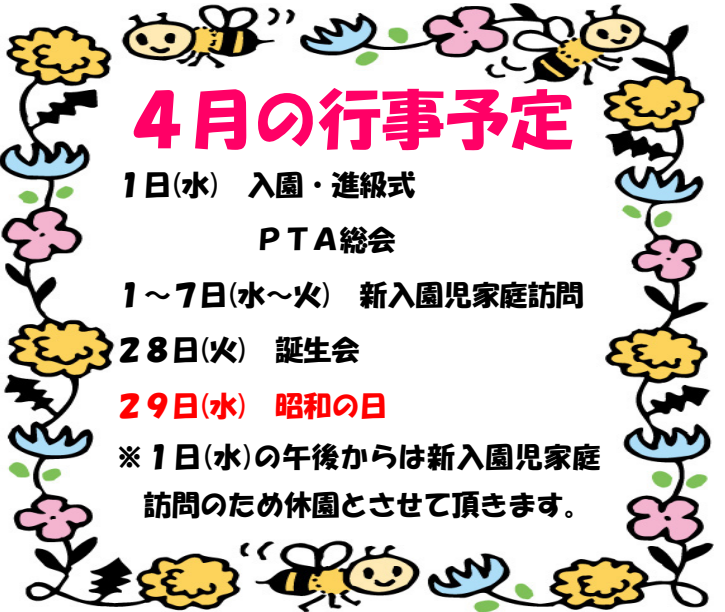 ４月の行事予定
１日(水)　入園・進級式
ＰＴＡ総会
１～７日(水～火)　新入園児家庭訪問
２８日(火)　誕生会
２９日(水)　昭和の日
※１日(水)の午後からは新入園児家庭
訪問のため休園とさせて頂きます。